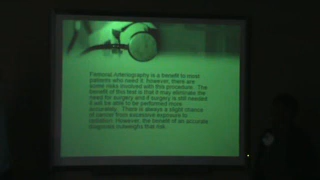 Femoral Arteriography is a benefit to most
patients who need it; however, there are
some risks involved with this procedure. The
benefit of this test is that it may eliminate the
need for surgery and if surgery is still needed
it will be able to be performed more
accurately. There is always a slight chance
of cancer from excessive exposure to
radiation. However, the benefit of an accurate
diagnosis outweighs that risk.